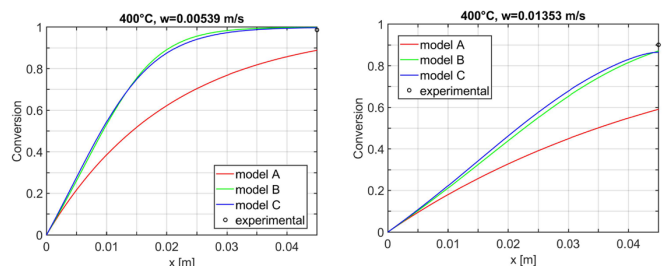 400°C, w=0.00539 m/s
1
0.8
0.6
0.4
0.2
0
Conversion
model A
model B
model C
experimental
0
0.01
0.02
0.03
0.04
x [m]
400°C, w=0.01353 m/s
1
0.8
0.6
0.4
0.2
0
Conversion
model A
model B
model C
experimental
0
0.01
0.02
0.03
0.04
x [m]